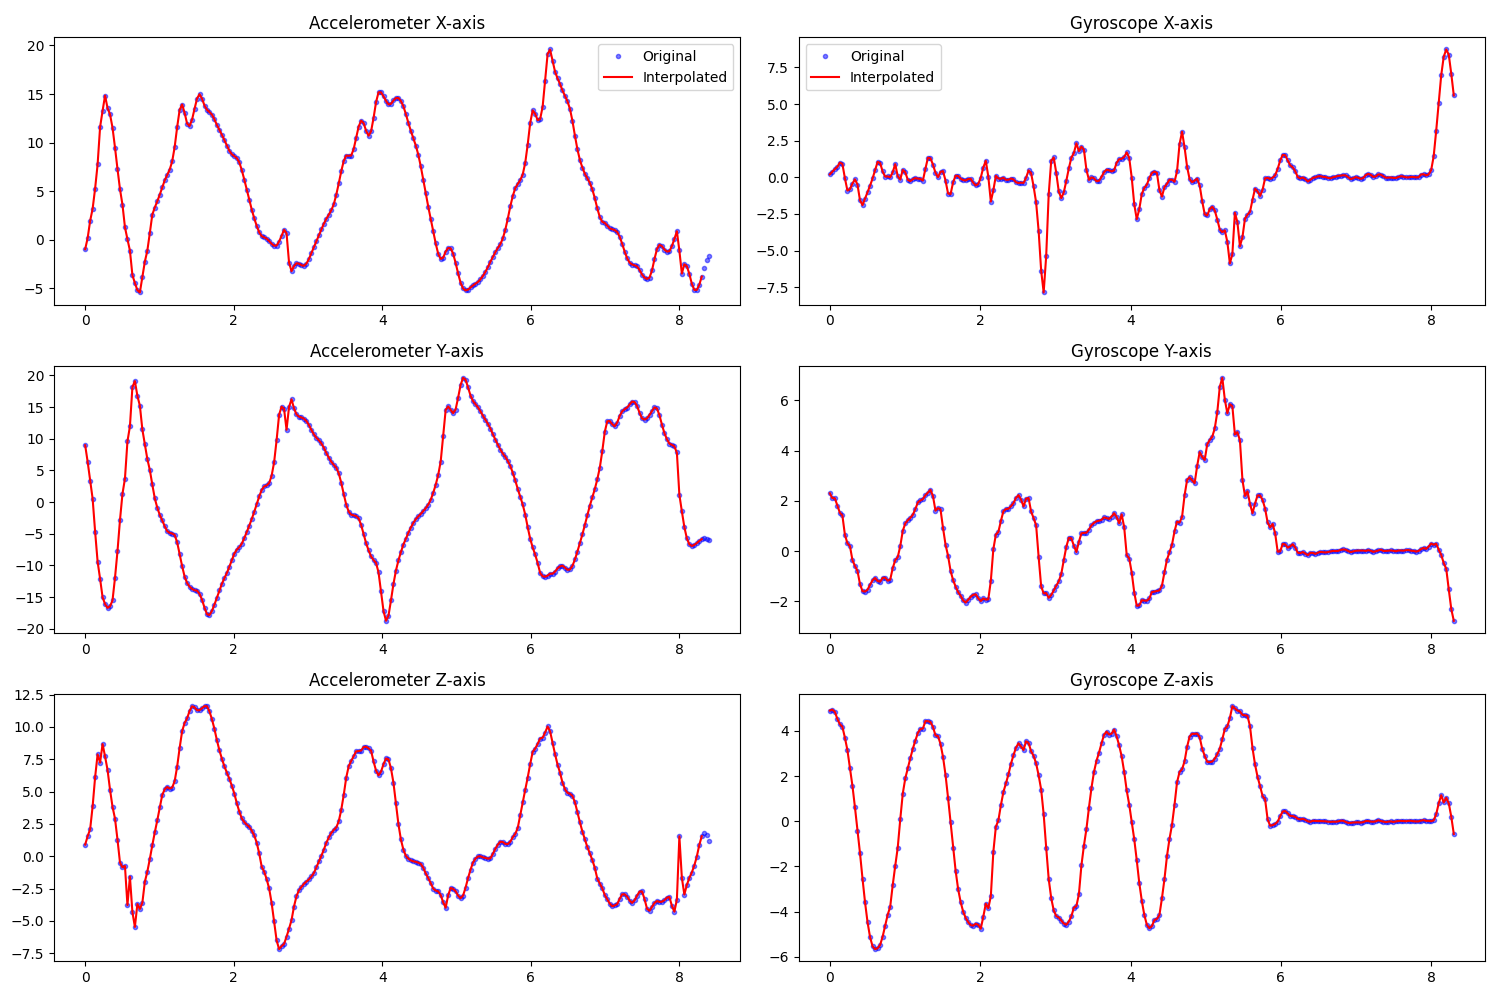 Accelerometer X-axis
20
15
10
5
0
−5
0 2 4 6 8
Original
Interpolated
Gyroscope X-axis
7.5
5.0
2.5
0.0
−2.5
−5.0
−7.5
0 2 4 6 8
Original
Interpolated
Accelerometer Y-axis
20
15
10
5
0
−5
−10
−15
−20
0 2 4 6 8
Gyroscope Y-axis
6
4
2
0
−2
0 2 4 6 8
Accelerometer Z-axis
12.5
10.0
7.5
5.0
2.5
0.0
−2.5
−5.0
−7.5
0 2 4 6 8
Gyroscope Z-axis
4
2
0
−2
−4
−6
0 2 4 6 8